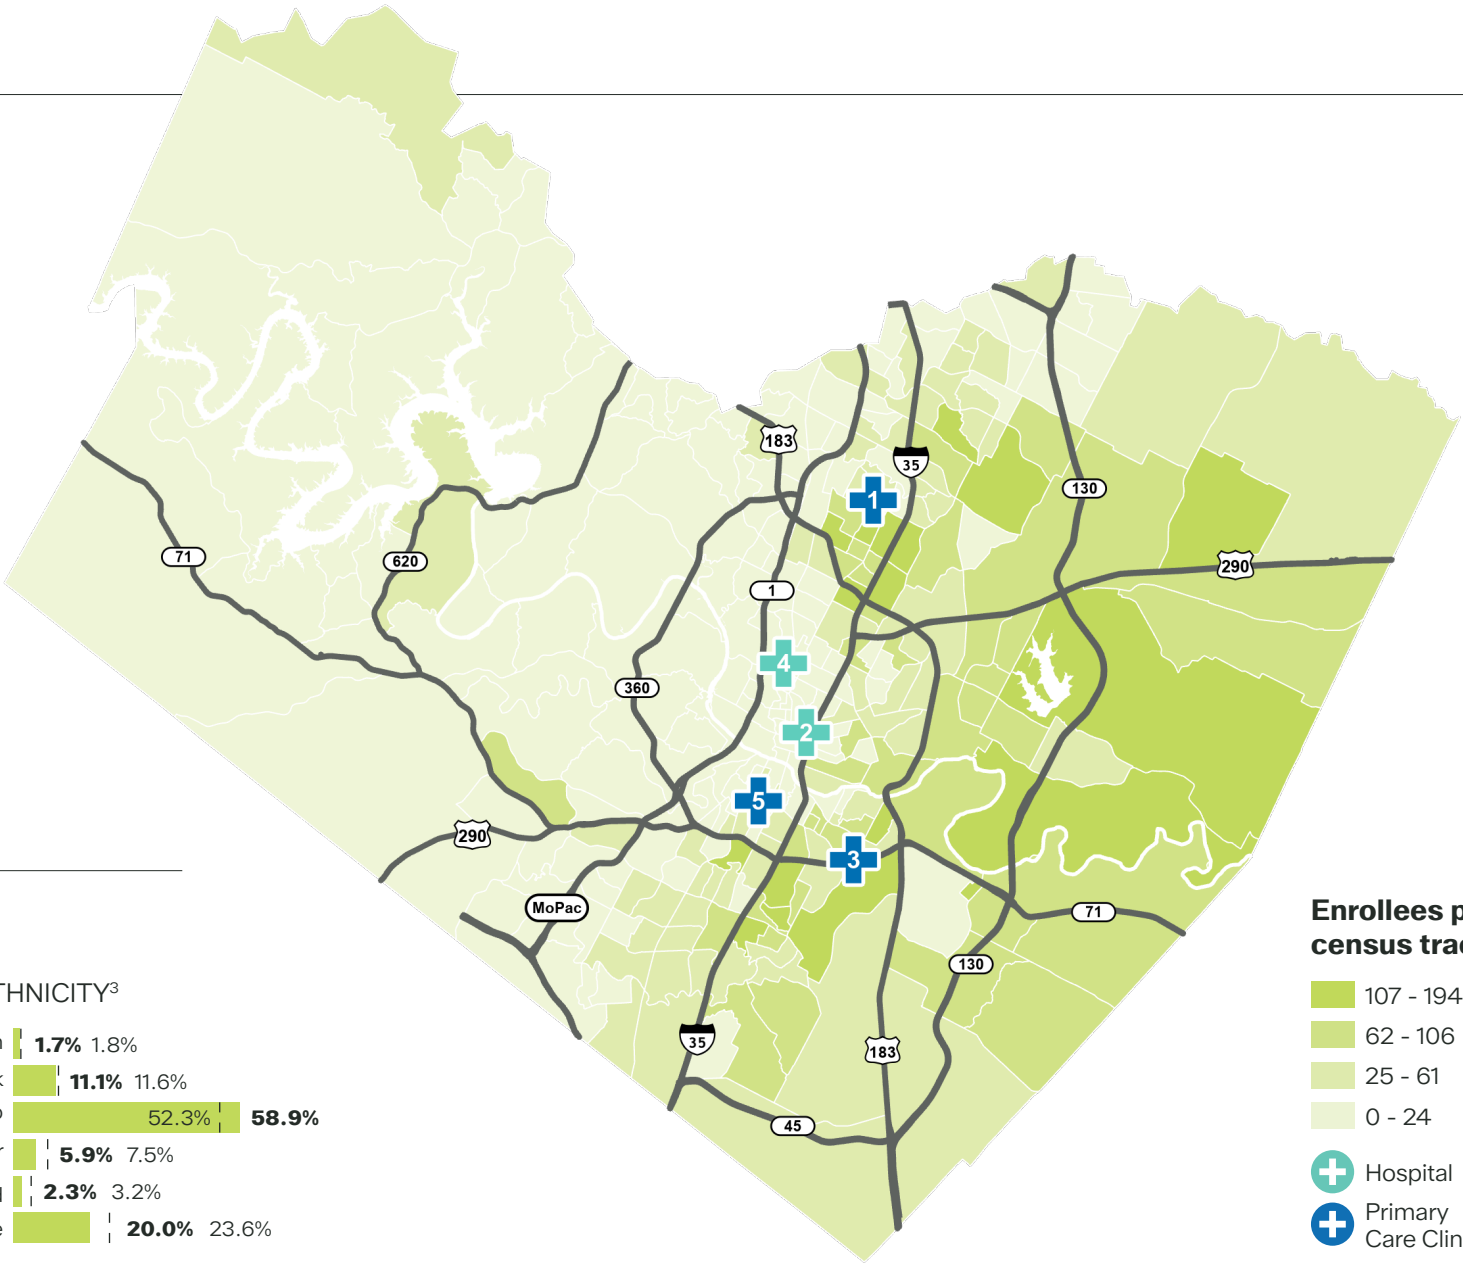 183
35
1
130
71
620
290
1
4
360
2
5
290
3
MoPac
71
130
35
183
45
Enrollees p
census tra
107 - 194
62 - 106
25 - 61
0 - 24
Hospital
Primary
Care Clin
THNICITY³
1.7% 1.8%
k 11.1% 11.6%
52.3% 58.9%
r 5.9% 7.5%
2.3% 3.2%
e 20.0% 23.6%